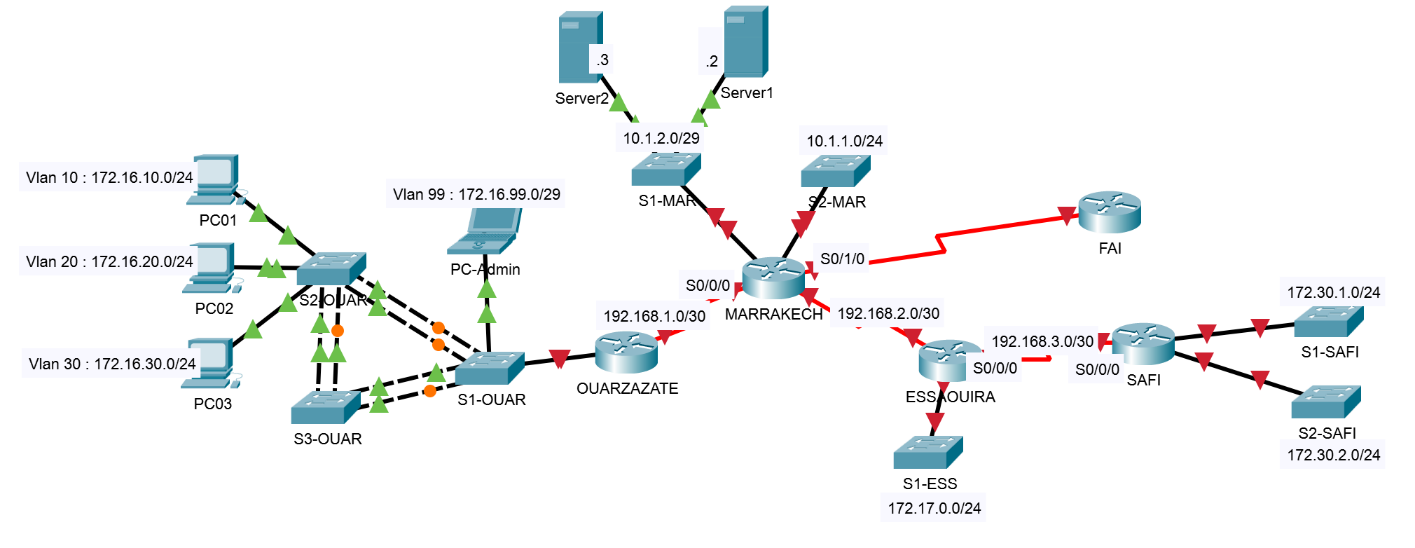 .3
.2
Server2
Server1
10.1.2.0/29
10.1.1.0/24
S1-MAR
S2-MAR
Vlan 10 : 172.16.10.0/24
PC01
Vlan 99 : 172.16.99.0/29
PC-Admin
FAI
Vlan 20 : 172.16.20.0/24
PC02
S2-OUAR
S0/1/0
S0/0/0
MARRAKECH
192.168.1.0/30
192.168.2.0/30
172.30.1.0/24
S1-SAFI
Vlan 30 : 172.16.30.0/24
PC03
S3-OUAR
S1-OUAR
OUARZAZATE
192.168.3.0/30
S0/0/0
S0/0/0
SAFI
ESSAOUIRA
S2-SAFI
172.30.2.0/24
S1-ESS
172.17.0.0/24